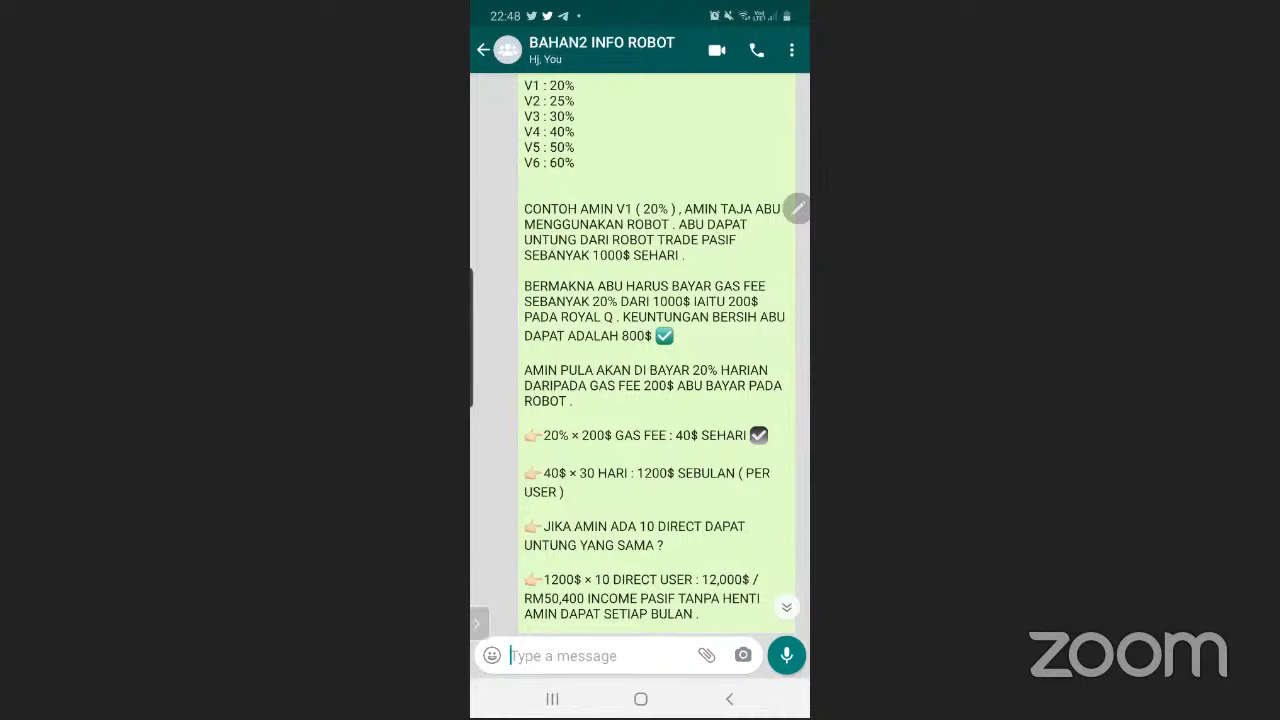 22:48
BAHAN2 INFO ROBOT
Hj, You
V1 : 20%
V2 : 25%
V3 : 30%
V4 : 40%
V5 : 50%
V6 : 60%
CONTOH AMIN V1 ( 20% ) , AMIN TAJA ABU
MENGGUNAKAN ROBOT . ABU DAPAT
UNTUNG DARI ROBOT TRADE PASIF
SEBANYAK 1000$ SEHARI .
BERMAKNA ABU HARUS BAYAR GAS FEE
SEBANYAK 20% DARI 1000$ IAITU 200$
PADA ROYAL Q . KEUNTUNGAN BERSIH ABU
DAPAT ADALAH 800$ ✅
AMIN PULA AKAN DI BAYAR 20% HARIAN
DARIPADA GAS FEE 200$ ABU BAYAR PADA
ROBOT .
👉🏻20% × 200$ GAS FEE : 40$ SEHARI ☑
👉🏻40$ × 30 HARI : 1200$ SEBULAN ( PER
USER )
👉🏻JIKA AMIN ADA 10 DIRECT DAPAT
UNTUNG YANG SAMA ?
👉🏻1200$ × 10 DIRECT USER : 12,000$ /
RM50,400 INCOME PASIF TANPA HENTI
AMIN DAPAT SETIAP BULAN .
Type a message
zoom